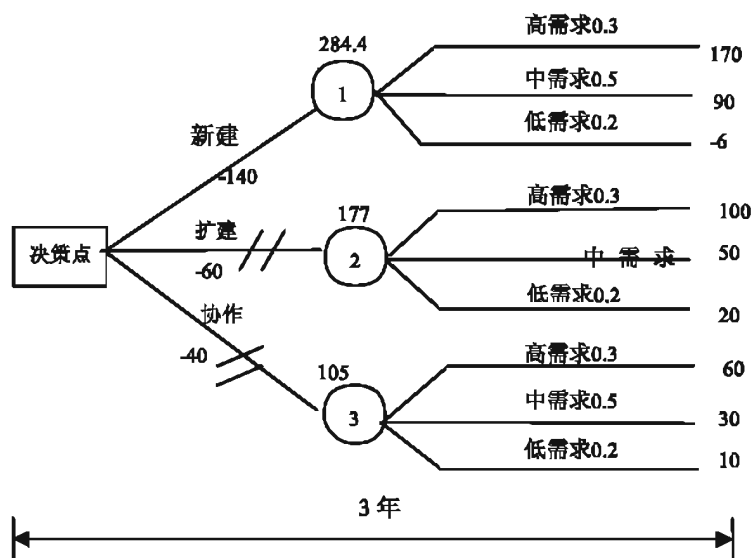 284.4
高需求0.3
170
1
中需求0.5
90
低需求0.2
-6
新建
-140
决策点
扩建
-60
177
2
高需求0.3
100
中 需 求
50
低需求0.2
20
协作
-40
105
3
高需求0.3
60
中需求0.5
30
低需求0.2
10
3 年